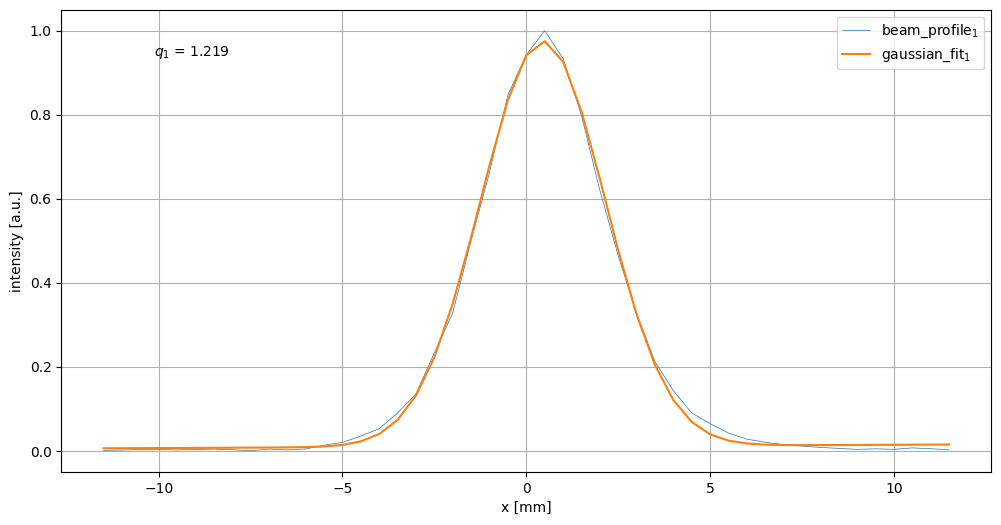 q₁ = 1.219
beam_profile₁
gaussian_fit₁
1.0
0.8
0.6
0.4
0.2
0.0
intensity [a.u.]
−10 −5 0 5 10
x [mm]